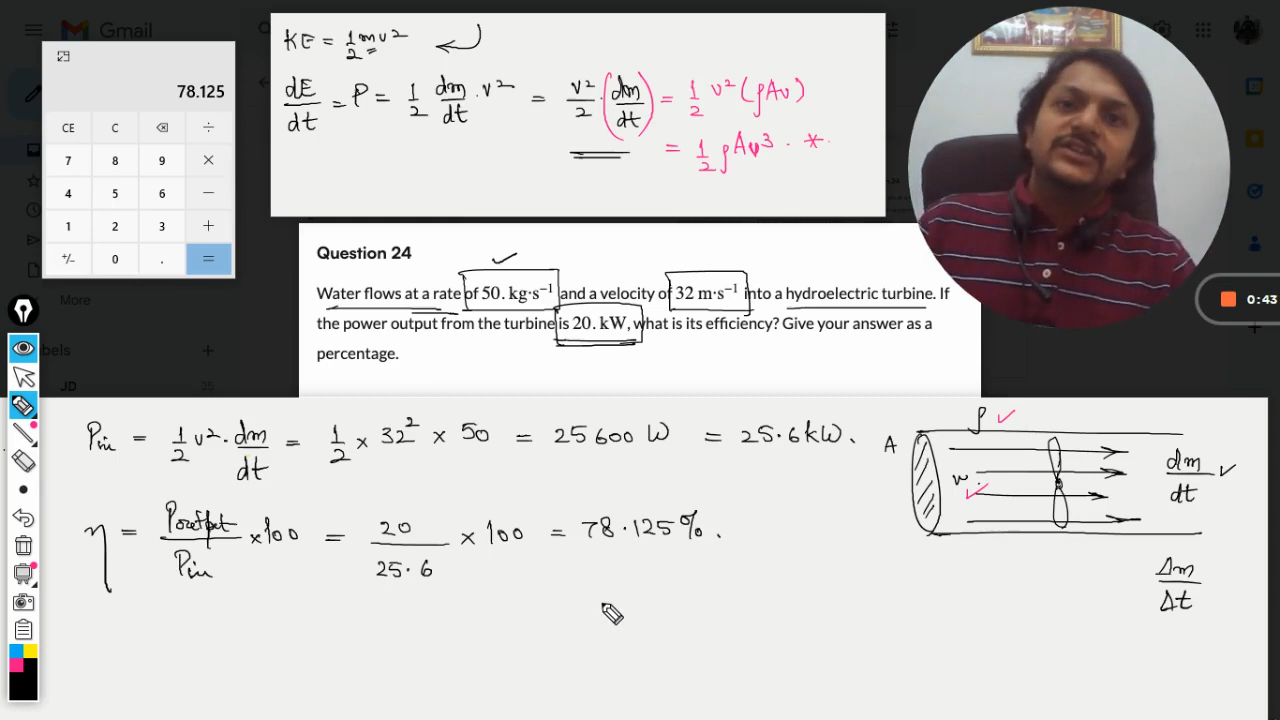 Gmail
78.125
CE C ⌫ ÷
7 8 9 ×
4 5 6 −
1 2 3 +
+/- 0 . =
More
JD 25
KE = 1/2 mv²
dE/dt = P = 1/2 dm/dt · v² = v²/2 · (dm/dt) = 1/2 v² (ρAv)
= 1/2 ρAv³ . *
0:43
Question 24
Water flows at a rate of 50. kg·s⁻¹ and a velocity of 32 m·s⁻¹ into a hydroelectric turbine. If
the power output from the turbine is 20. kW, what is its efficiency? Give your answer as a
percentage.
Pin = 1/2 v² · dm/dt = 1/2 × 32² × 50 = 25600 W = 25.6 kW.
η = Poutput/Pin × 100 = 20/25.6 × 100 = 78.125 %.
ρ
A
dm/dt
Δm/Δt